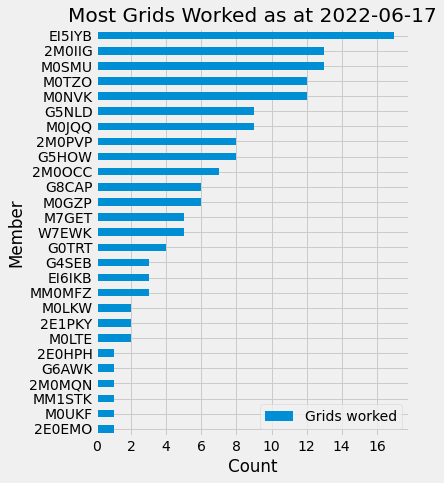 Most Grids Worked as at 2022-06-17
EI5IYB
2M0IIG
M0SMU
M0TZO
M0NVK
G5NLD
M0JQQ
2M0PVP
G5HOW
2M0OCC
G8CAP
M0GZP
M7GET
W7EWK
G0TRT
G4SEB
EI6IKB
MM0MFZ
M0LKW
2E1PKY
M0LTE
2E0HPH
G6AWK
2M0MQN
MM1STK
M0UKF
2E0EMO
Member
Grids worked
0 2 4 6 8 10 12 14 16
Count